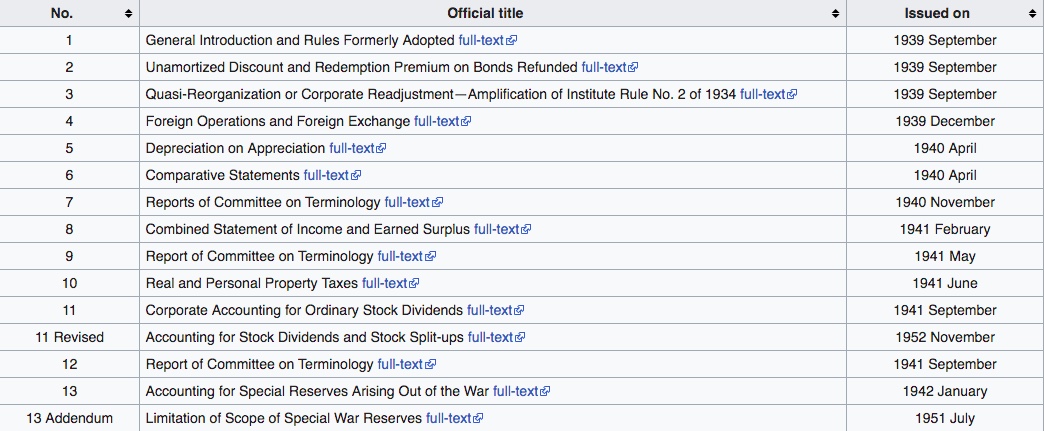 No. Official title Issued on
1 General Introduction and Rules Formerly Adopted full-text 1939 September
2 Unamortized Discount and Redemption Premium on Bonds Refunded full-text 1939 September
3 Quasi-Reorganization or Corporate Readjustment—Amplification of Institute Rule No. 2 of 1934 full-text 1939 September
4 Foreign Operations and Foreign Exchange full-text 1939 December
5 Depreciation on Appreciation full-text 1940 April
6 Comparative Statements full-text 1940 April
7 Reports of Committee on Terminology full-text 1940 November
8 Combined Statement of Income and Earned Surplus full-text 1941 February
9 Report of Committee on Terminology full-text 1941 May
10 Real and Personal Property Taxes full-text 1941 June
11 Corporate Accounting for Ordinary Stock Dividends full-text 1941 September
11 Revised Accounting for Stock Dividends and Stock Split-ups full-text 1952 November
12 Report of Committee on Terminology full-text 1941 September
13 Accounting for Special Reserves Arising Out of the War full-text 1942 January
13 Addendum Limitation of Scope of Special War Reserves full-text 1951 July